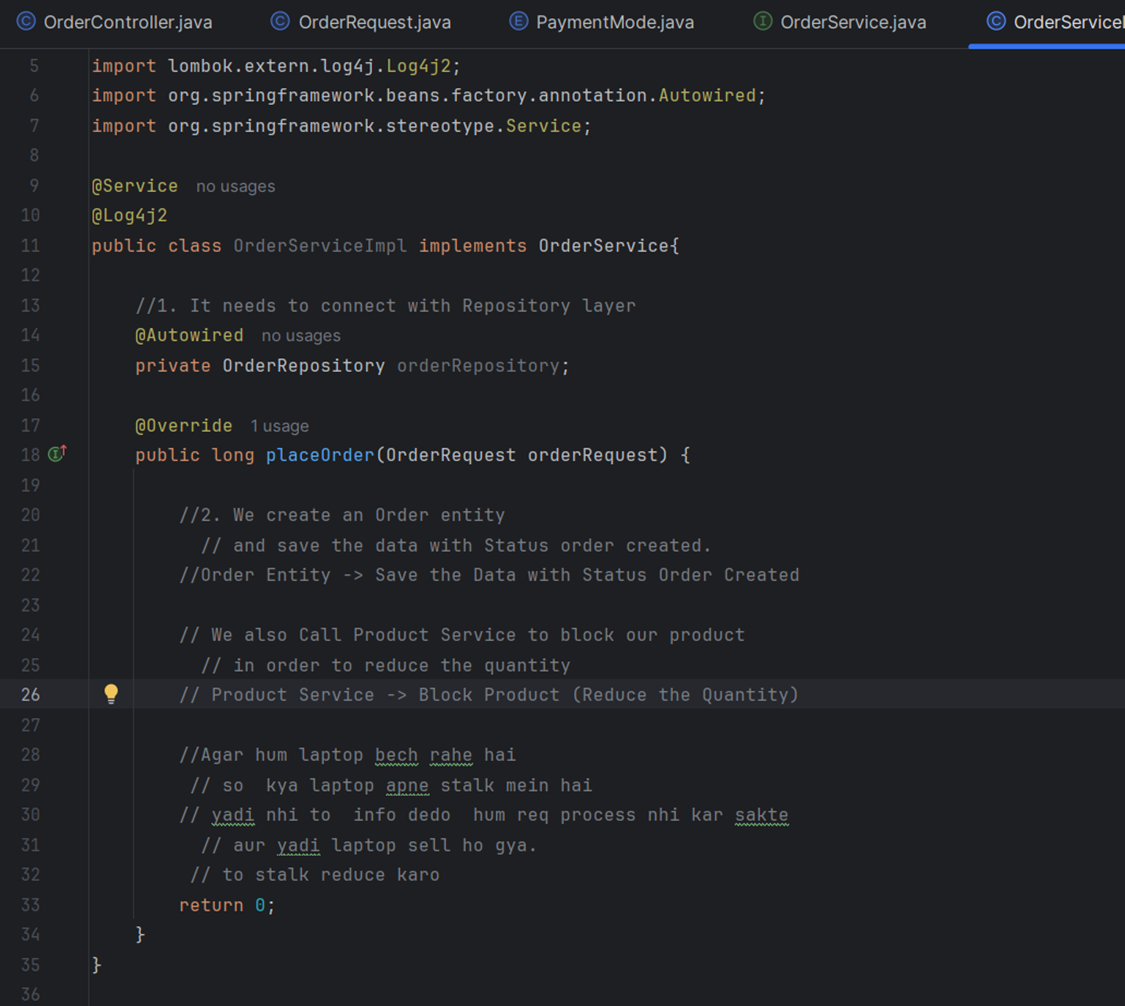 OrderController.java OrderRequest.java PaymentMode.java OrderService.java OrderServiceI
5 import lombok.extern.log4j.Log4j2;
6 import org.springframework.beans.factory.annotation.Autowired;
7 import org.springframework.stereotype.Service;
8
9 @Service no usages
10 @Log4j2
11 public class OrderServiceImpl implements OrderService{
12
13 //1. It needs to connect with Repository layer
14 @Autowired no usages
15 private OrderRepository orderRepository;
16
17 @Override 1 usage
18 public long placeOrder(OrderRequest orderRequest) {
19
20 //2. We create an Order entity
21 // and save the data with Status order created.
22 //Order Entity -> Save the Data with Status Order Created
23
24 // We also Call Product Service to block our product
25 // in order to reduce the quantity
26 // Product Service -> Block Product (Reduce the Quantity)
27
28 //Agar hum laptop bech rahe hai
29 // so kya laptop apne stalk mein hai
30 // yadi nhi to info dedo hum req process nhi kar sakte
31 // aur yadi laptop sell ho gya.
32 // to stalk reduce karo
33 return 0;
34 }
35 }
36